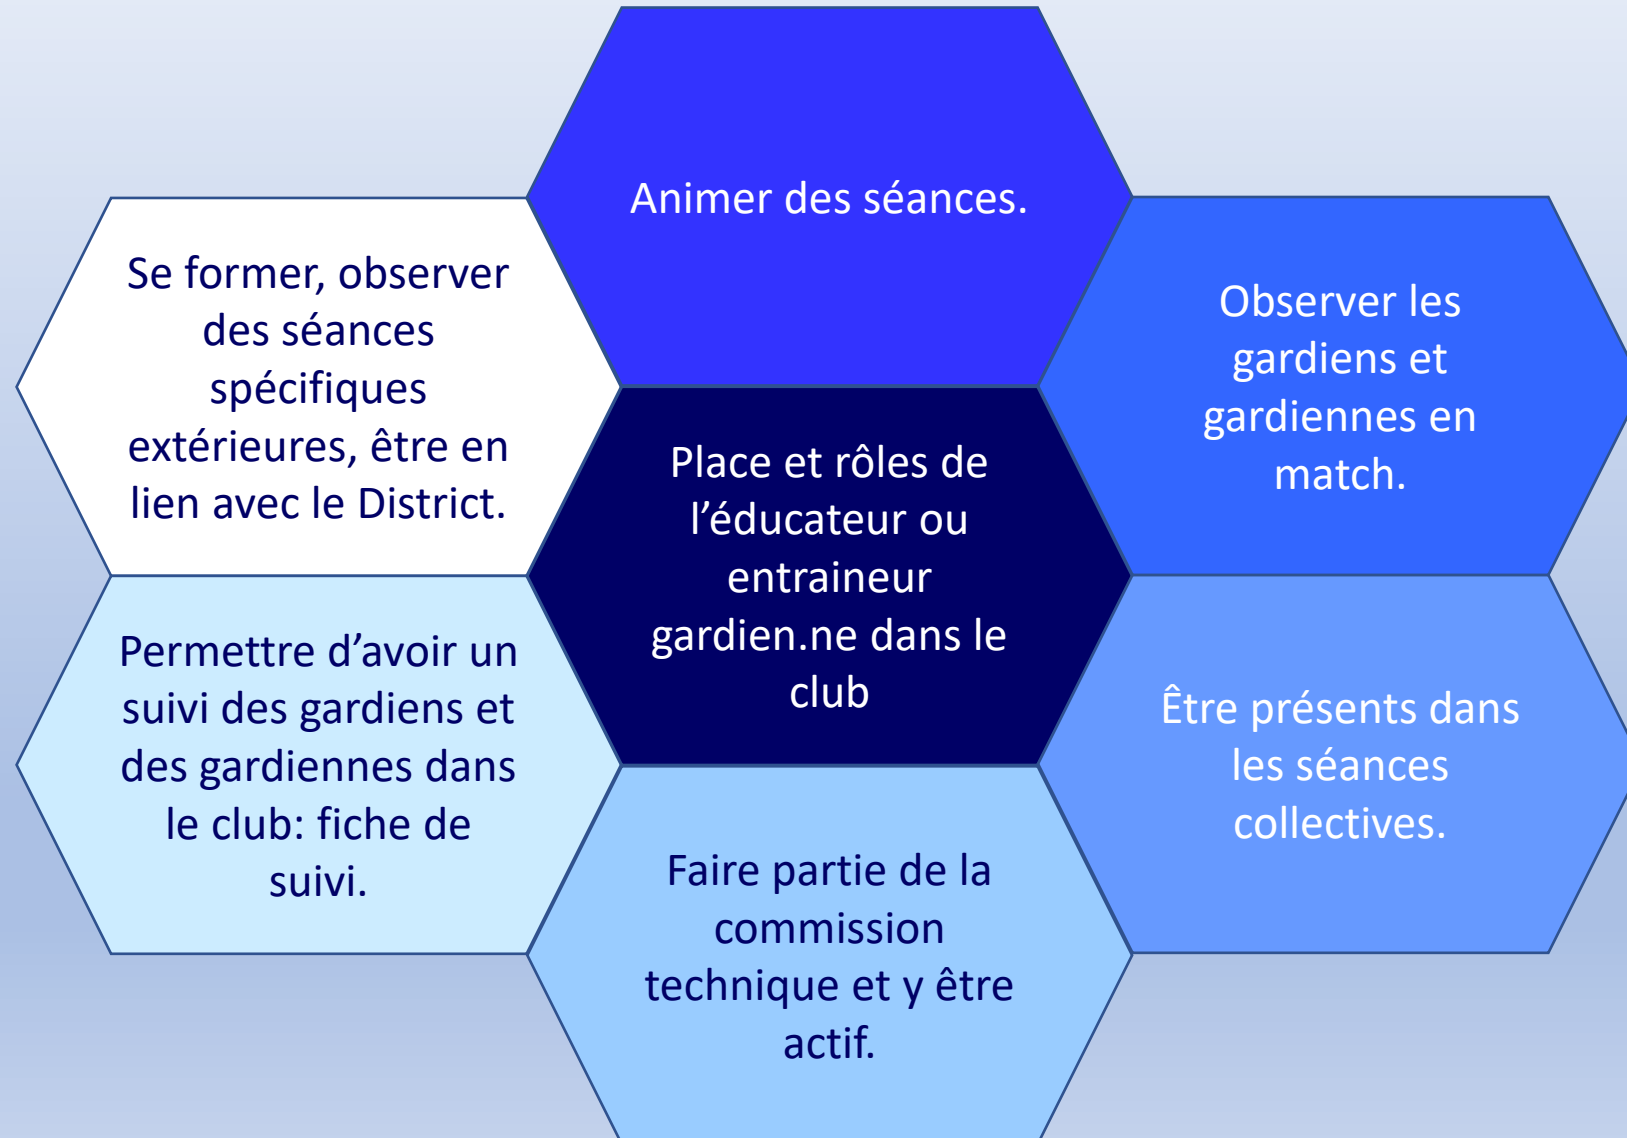 Animer des séances.
Se former, observer
des séances
spécifiques
extérieures, être en
lien avec le District.
Observer les
gardiens et
gardiennes en
match.
Place et rôles de
l’éducateur ou
entraineur
gardien.ne dans le
club
Permettre d’avoir un
suivi des gardiens et
des gardiennes dans
le club: fiche de
suivi.
Être présents dans
les séances
collectives.
Faire partie de la
commission
technique et y être
actif.